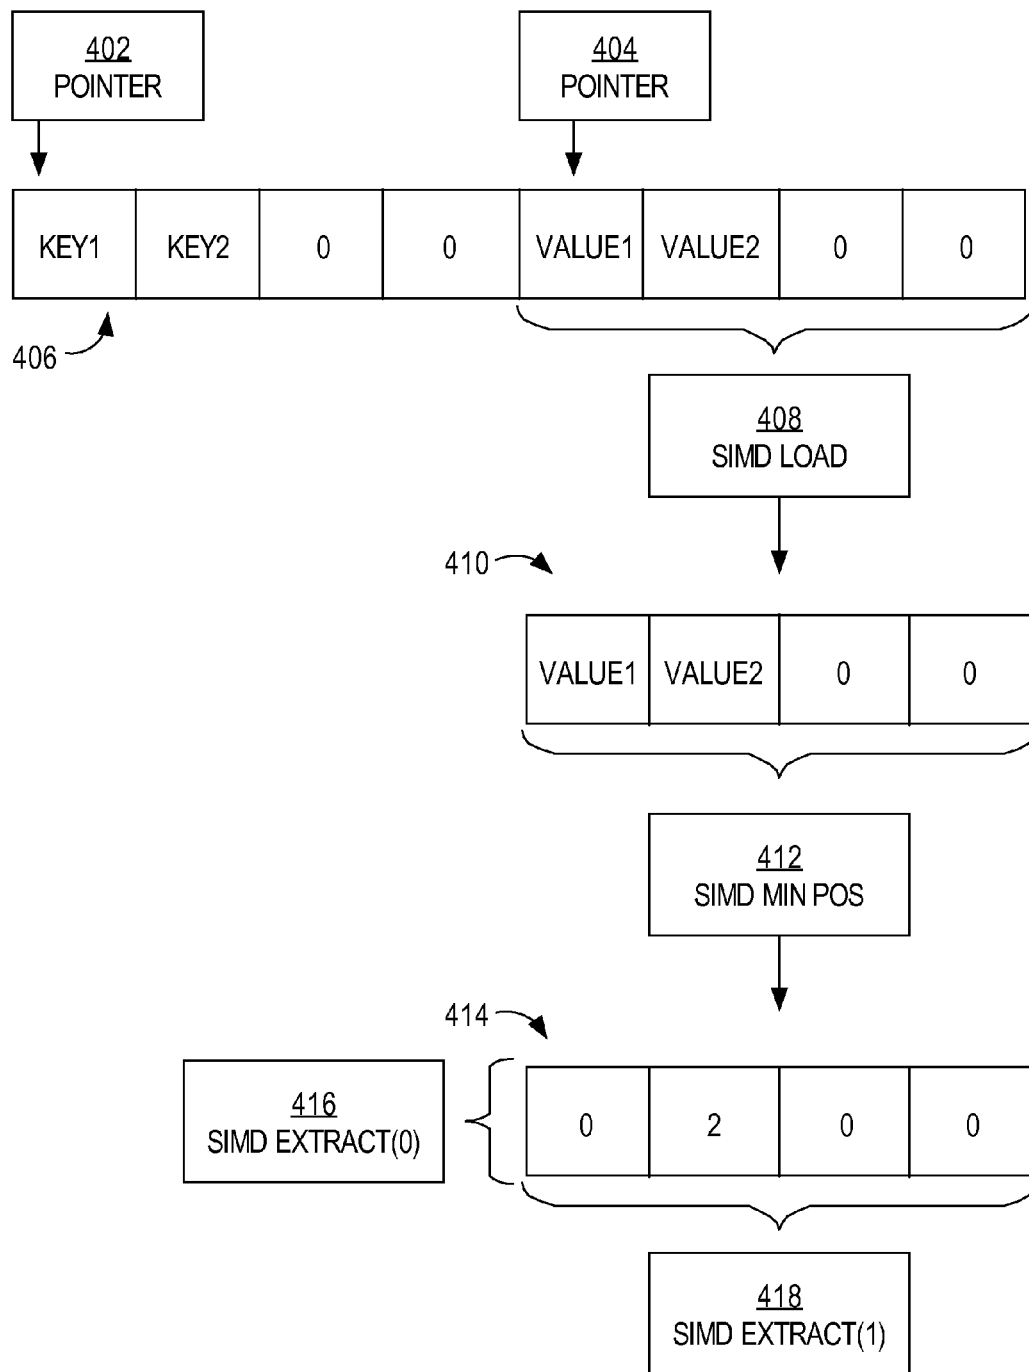 402
POINTER
404
POINTER
KEY1 KEY2 0 0 VALUE1 VALUE2 0 0
406
408
SIMD LOAD
410
VALUE1 VALUE2 0 0
412
SIMD MIN POS
414
416
SIMD EXTRACT(0)
0 2 0 0
418
SIMD EXTRACT(1)